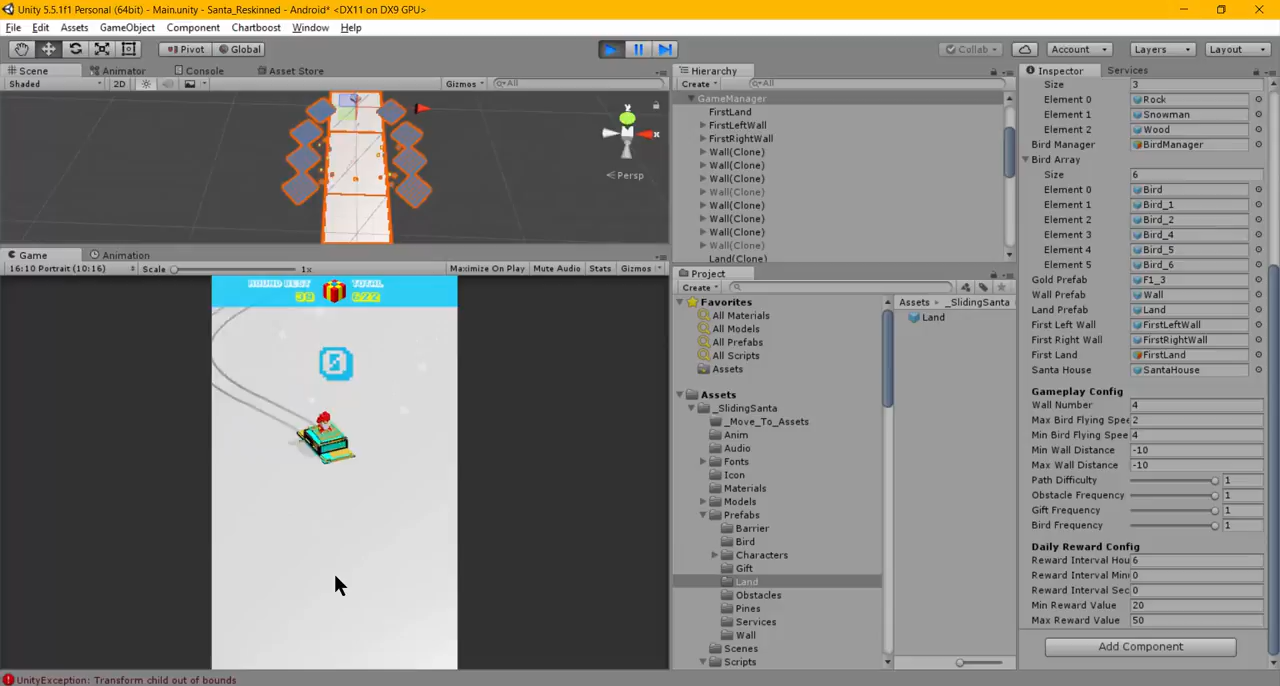 Unity 5.5.1f1 Personal (64bit) - Main.unity - Santa_Reskinned - Android* <DX11 on DX9 GPU>
File Edit Assets GameObject Component Chartboost Window Help
Pivot Global Collab Account Layers Layout
Scene Animator Console Asset Store
Shaded 2D Gizmos All
y
x
Persp
Game Animation
16:10 Portrait (10:16) Scale 1x Maximize On Play Mute Audio Stats Gizmos
ROUND BEST TOTAL
38 622
0
Hierarchy
Create All
GameManager
FirstLand
FirstLeftWall
FirstRightWall
Wall(Clone)
Wall(Clone)
Wall(Clone)
Wall(Clone)
Wall(Clone)
Wall(Clone)
Wall(Clone)
Wall(Clone)
Land(Clone)
Project
Create
Favorites
All Materials
All Models
All Prefabs
All Scripts
Assets
Assets
_SlidingSanta
_Move_To_Assets
Anim
Audio
Fonts
Icon
Materials
Models
Prefabs
Barrier
Bird
Characters
Gift
Land
Obstacles
Pines
Services
Wall
Scenes
Scripts
Assets _SlidingSanta
Land
Inspector Services
Size 3
Element 0 Rock
Element 1 Snowman
Element 2 Wood
Bird Manager BirdManager
Bird Array
Size 6
Element 0 Bird
Element 1 Bird_1
Element 2 Bird_2
Element 3 Bird_4
Element 4 Bird_5
Element 5 Bird_6
Gold Prefab F1_3
Wall Prefab Wall
Land Prefab Land
First Left Wall FirstLeftWall
First Right Wall FirstRightWall
First Land FirstLand
Santa House SantaHouse
Gameplay Config
Wall Number 4
Max Bird Flying Spee 2
Min Bird Flying Spee 4
Min Wall Distance -10
Max Wall Distance -10
Path Difficulty 1
Obstacle Frequency 1
Gift Frequency 1
Bird Frequency 1
Daily Reward Config
Reward Interval Hou 6
Reward Interval Min 0
Reward Interval Sec 0
Min Reward Value 20
Max Reward Value 50
Add Component
UnityException: Transform child out of bounds